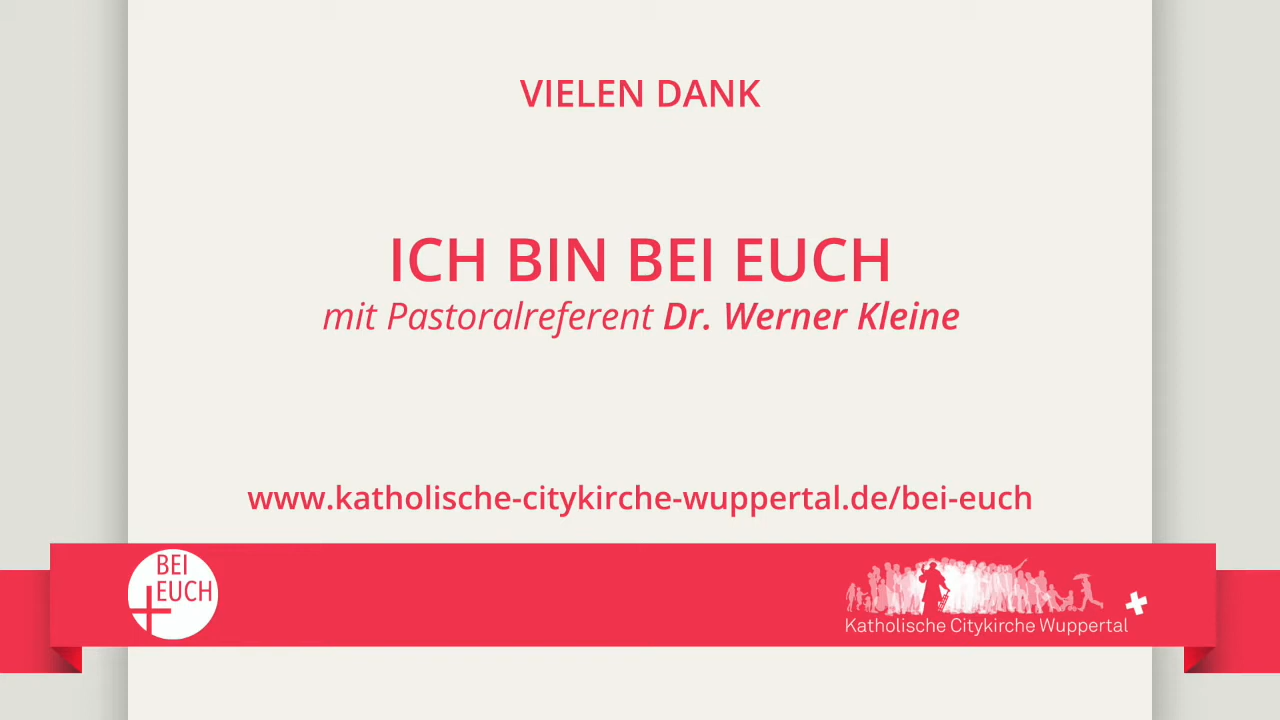 VIELEN DANK
ICH BIN BEI EUCH
mit Pastoralreferent Dr. Werner Kleine
www.katholische-citykirche-wuppertal.de/bei-euch
BEI
EUCH
Katholische Citykirche Wuppertal